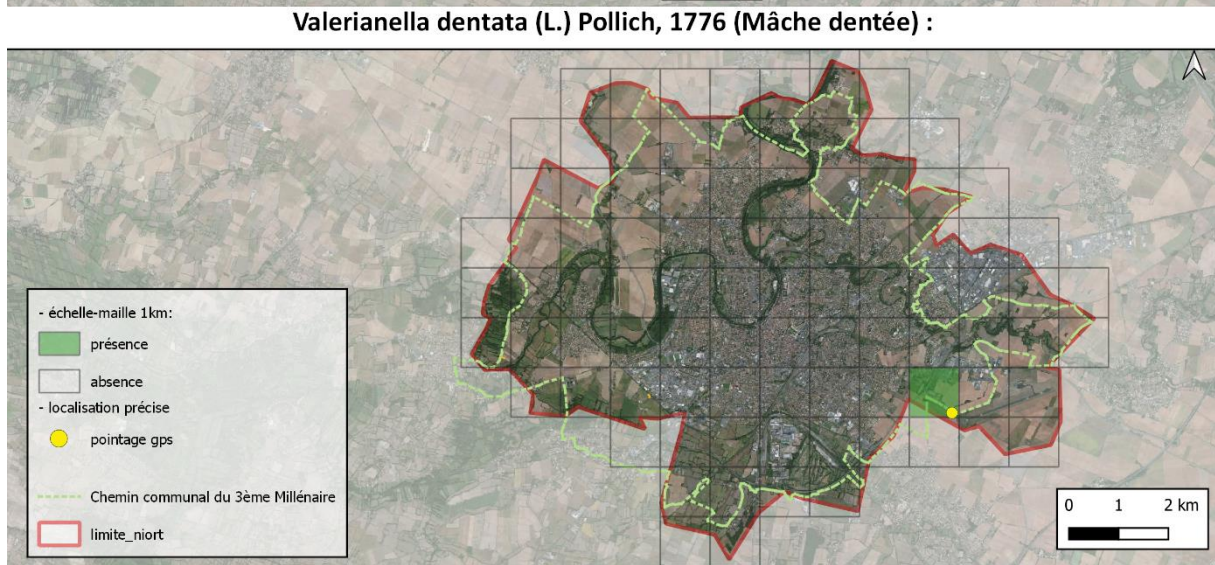 Valerianella dentata (L.) Pollich, 1776 (Mâche dentée) :
- échelle-maille 1km:
présence
absence
- localisation précise
pointage gps
Chemin communal du 3ème Millénaire
limite_niort
0 1 2 km